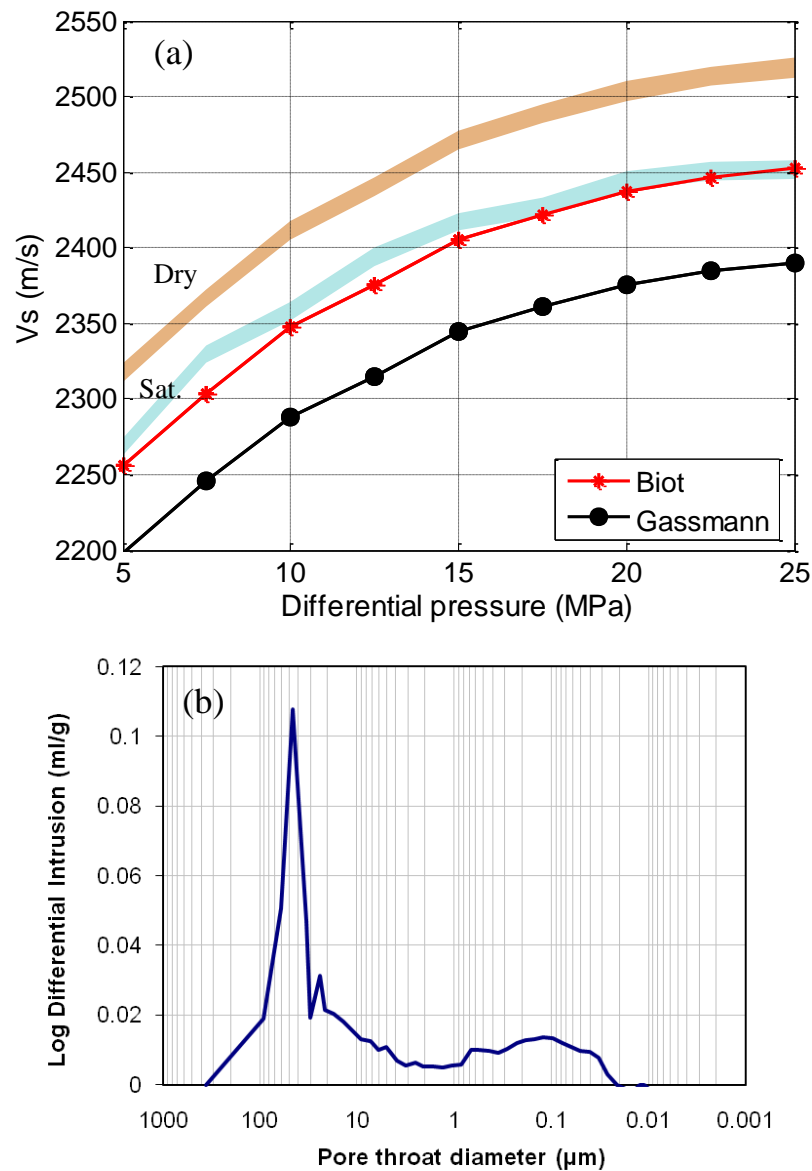 (a)
2550
2500
2450
2400
2350
2300
2250
2200
Vs (m/s)
Dry
Sat.
Biot
Gassmann
5 10 15 20 25
Differential pressure (MPa)
(b)
0.12
0.1
0.08
0.06
0.04
0.02
0
Log Differential Intrusion (ml/g)
1000 100 10 1 0.1 0.01 0.001
Pore throat diameter (µm)